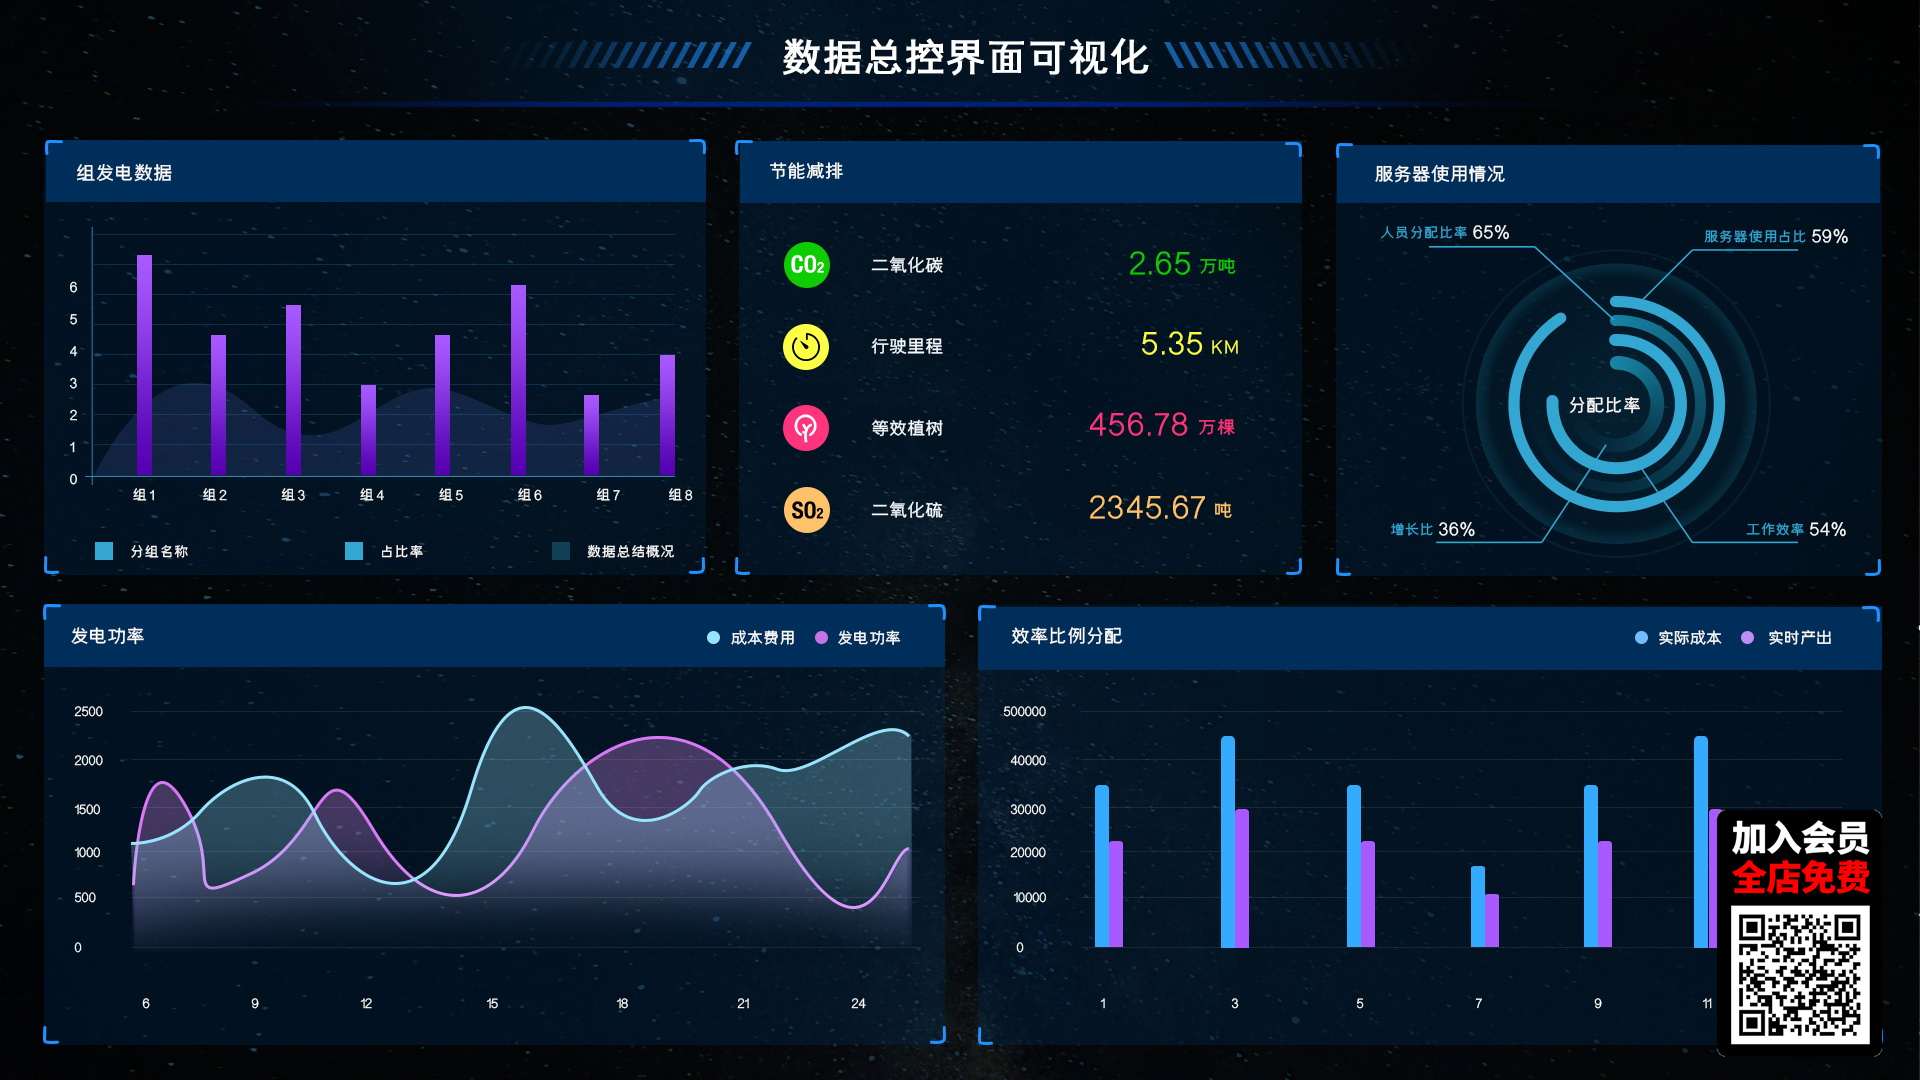 数据总控界面可视化
组发电数据
6
5
4
3
2
1
0
组1 组2 组3 组4 组5 组6 组7 组8
分组名称 占比率 数据总结概况
节能减排
CO2 二氧化碳 2.65 万吨
行驶里程 5.35 KM
等效植树 456.78 万棵
SO2 二氧化硫 2345.67 吨
服务器使用情况
人员分配比率 65%
服务器使用占比 59%
分配比率
增长比 36%
工作效率 54%
发电功率
成本费用 发电功率
2500
2000
1500
1000
500
0
6 9 12 15 18 21 24
效率比例分配
实际成本 实时产出
500000
40000
30000
20000
10000
0
1 3 5 7 9 11
加入会员
全店免费